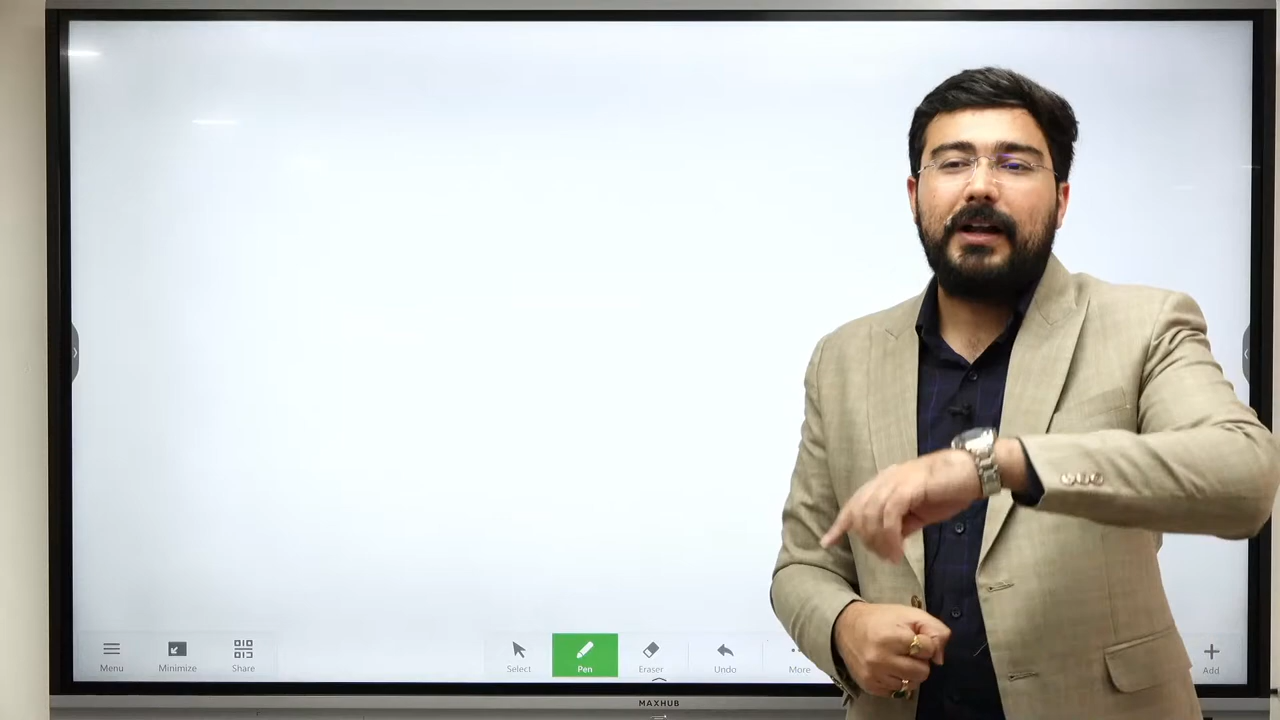 Menu
Minimize
Share
Select
Pen
Eraser
Undo
More
Add
MAXHUB